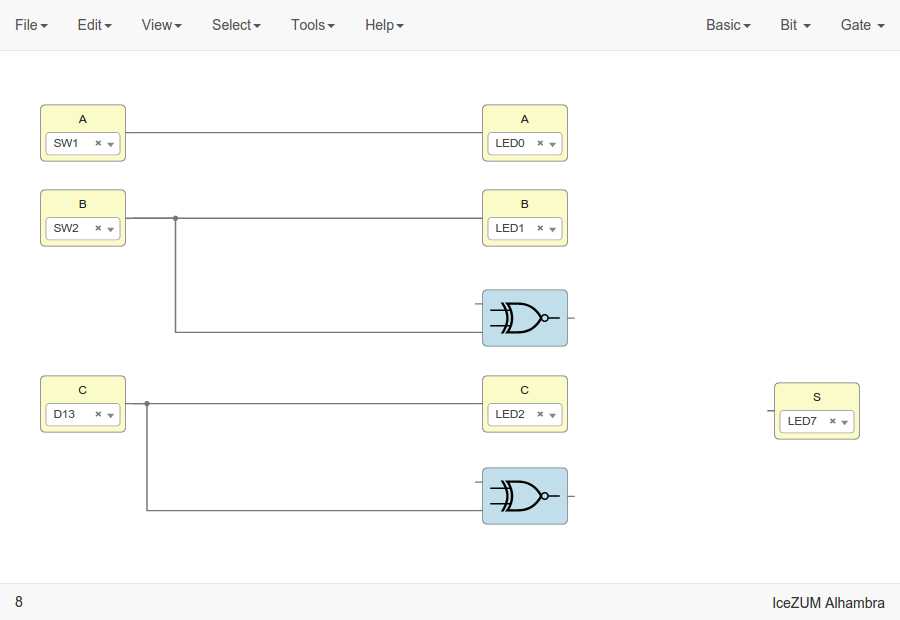 File Edit View Select Tools Help Basic Bit Gate
A A
SW1 LED0
B B
SW2 LED1
C C
D13 LED2
S
LED7
8 IceZUM Alhambra